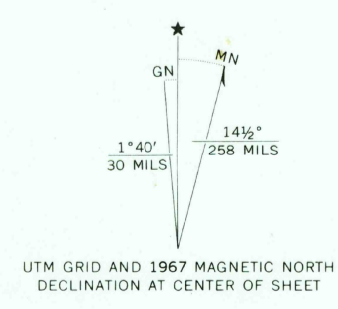 ★
MN
GN
1°40′
30 MILS
14½°
258 MILS
UTM GRID AND 1967 MAGNETIC NORTH
DECLINATION AT CENTER OF SHEET